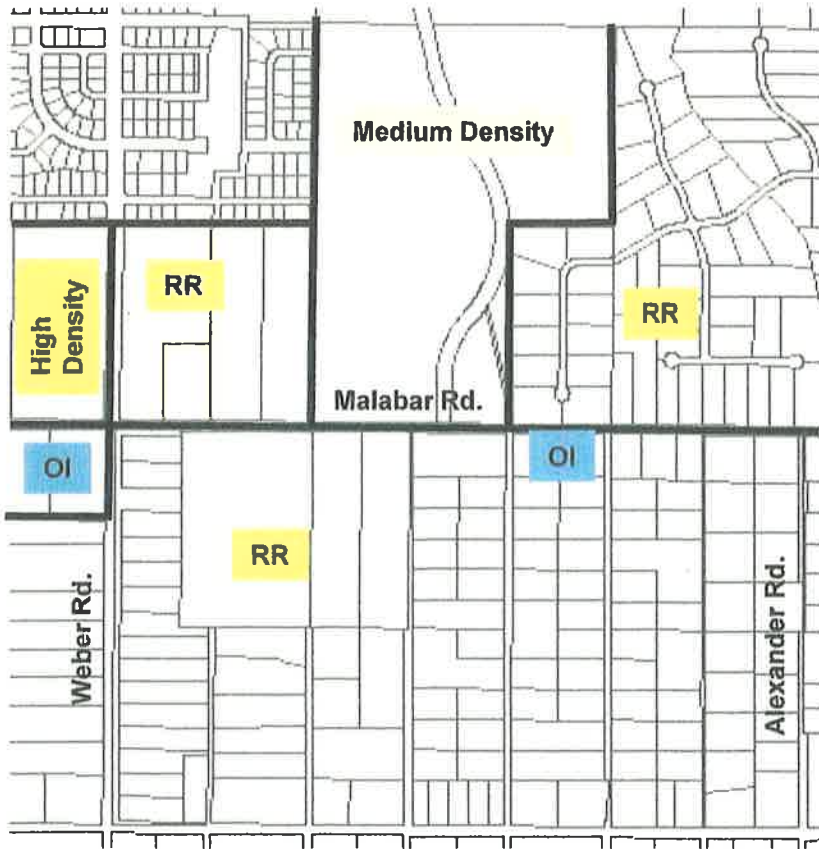 Medium Density
RR
High
Density
RR
Malabar Rd.
OI
OI
RR
Weber Rd.
Alexander Rd.